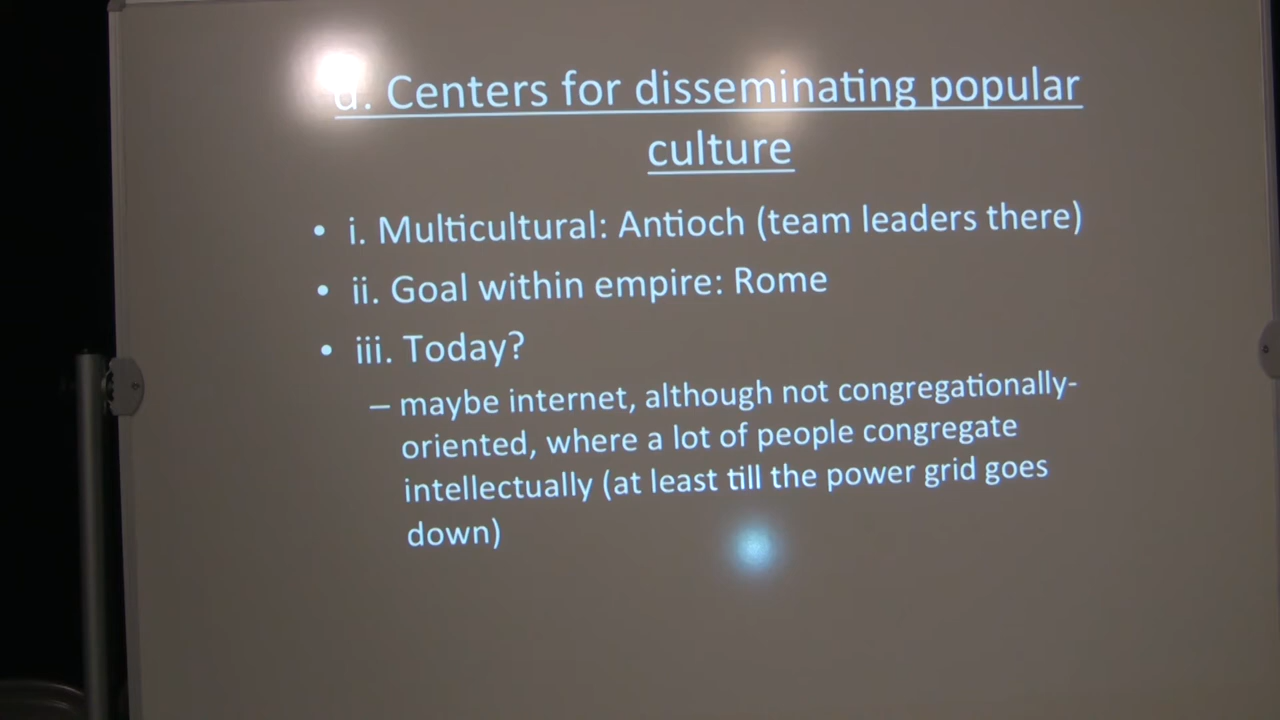 d. Centers for disseminating popular
culture
• i. Multicultural: Antioch (team leaders there)
• ii. Goal within empire: Rome
• iii. Today?
– maybe internet, although not congregationally-
oriented, where a lot of people congregate
intellectually (at least till the power grid goes
down)